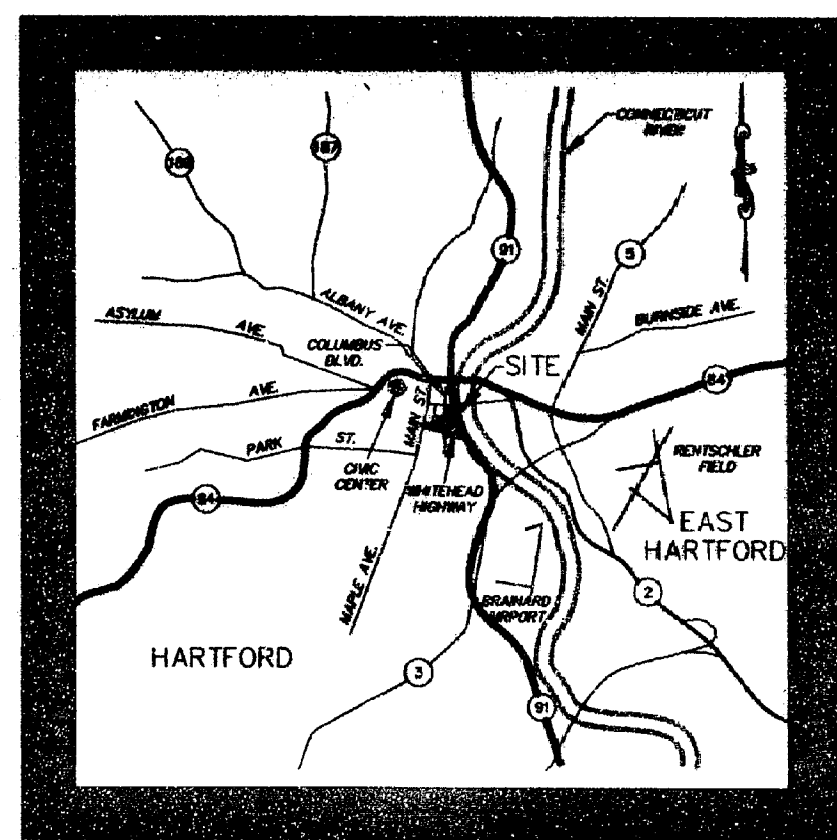 CONNECTICUT
RIVER
187
91
5
MAIN ST.
BURNSIDE AVE.
ALBANY AVE.
ASYLUM
AVE.
COLUMBUS
BLVD.
SITE
84
FARMINGTON
AVE.
MAIN ST.
PARK
ST.
CIVIC
CENTER
WHITEHEAD
HIGHWAY
RENTSCHLER
FIELD
84
EAST
HARTFORD
MAPLE AVE.
BRAINARD
AIRPORT
2
HARTFORD
3
91